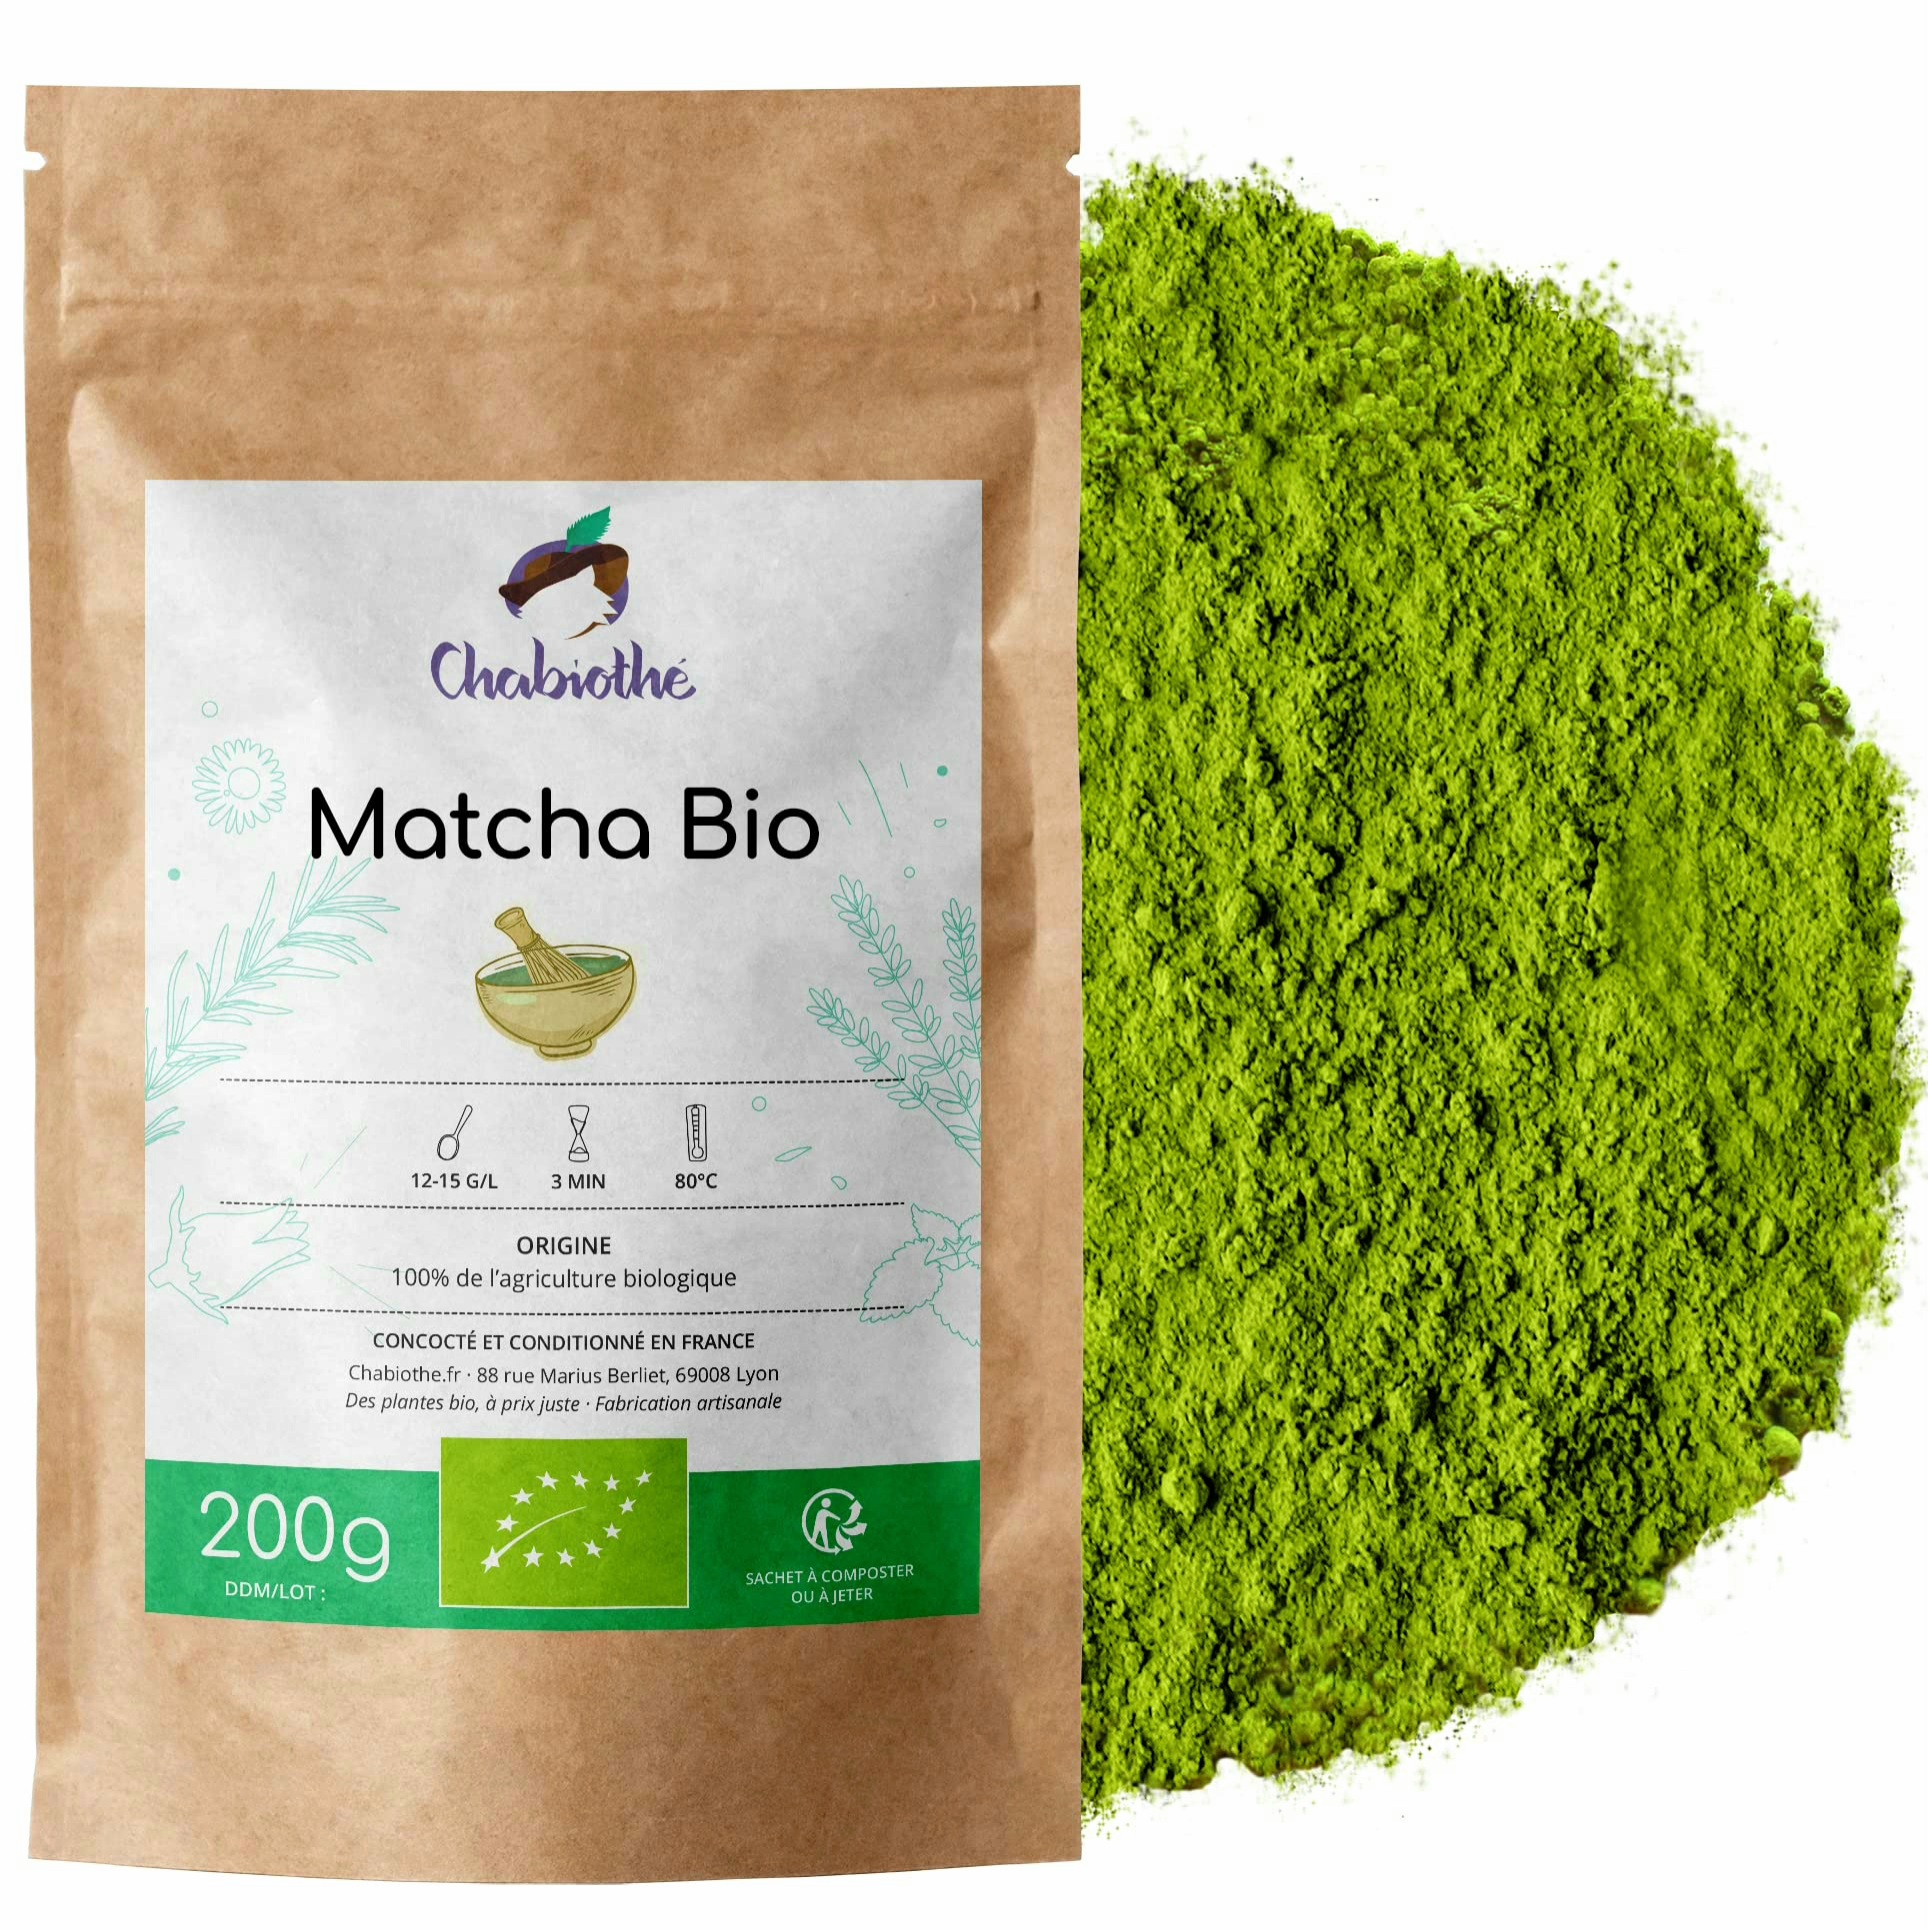 Chabiothé
Matcha Bio
12-15 G/L 3 MIN 80°C
ORIGINE
100% de l'agriculture biologique
CONCOCTÉ ET CONDITIONNÉ EN FRANCE
Chabiothe.fr · 88 rue Marius Berliet, 69008 Lyon
Des plantes bio, à prix juste · Fabrication artisanale
200g
DDM/LOT :
SACHET À COMPOSTER
OU À JETER